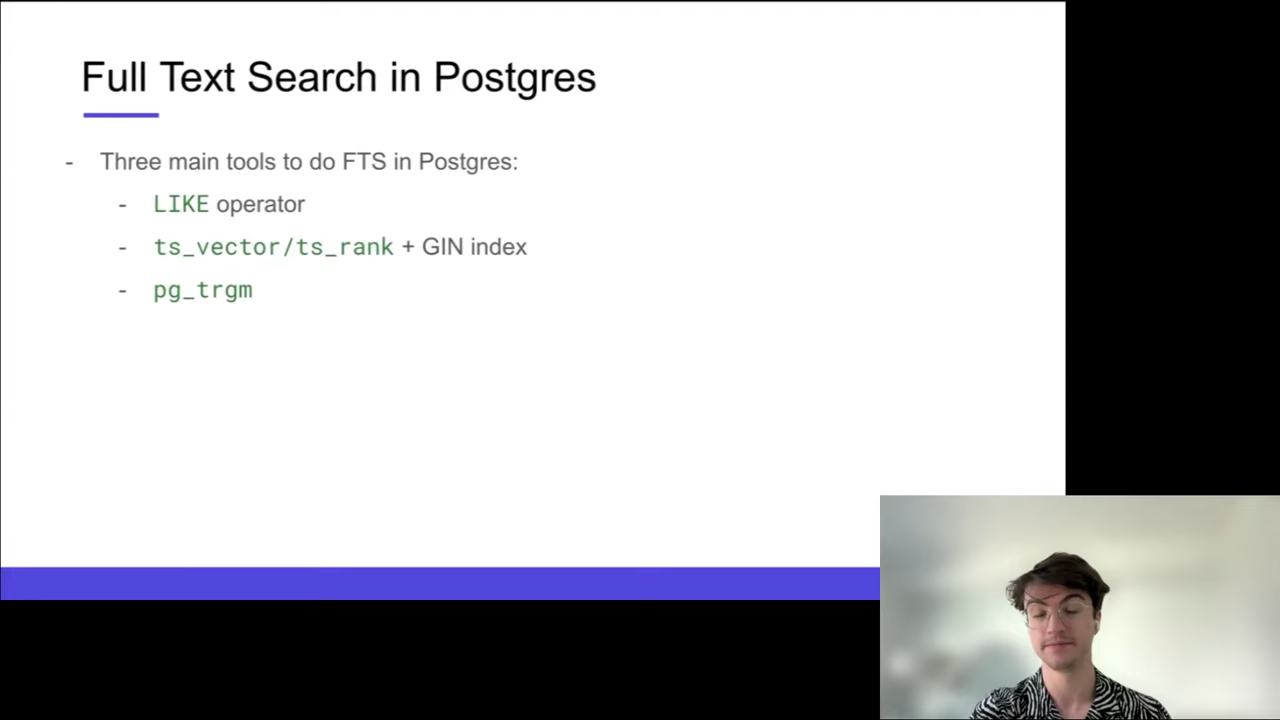 Full Text Search in Postgres
- Three main tools to do FTS in Postgres:
- LIKE operator
- ts_vector/ts_rank + GIN index
- pg_trgm